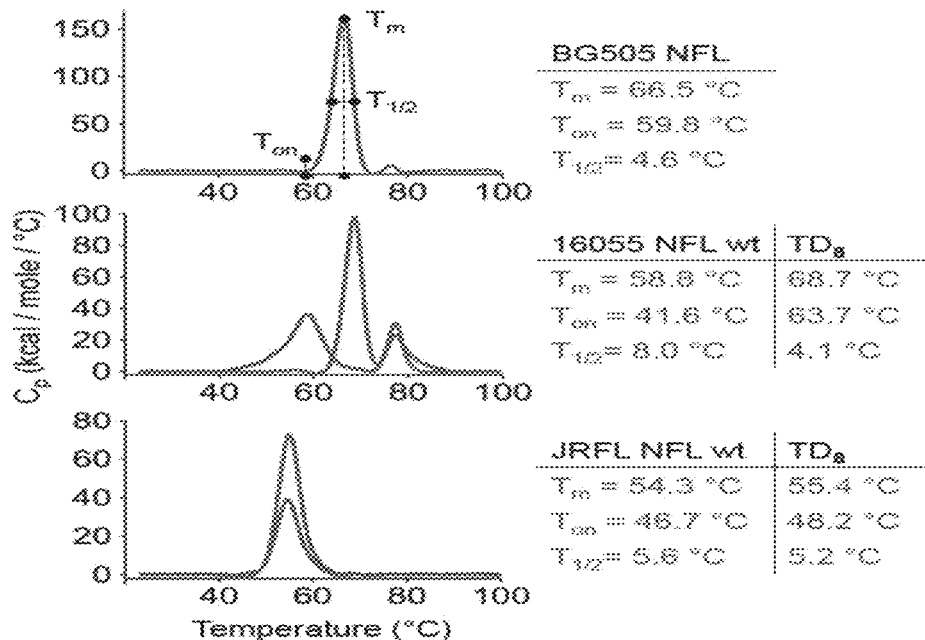 150
100
50
0
T_m
T_1/2
T_on
40 60 80 100
BG505 NFL
T_m = 66.5 °C
T_on = 59.8 °C
T_1/2 = 4.6 °C
C_p (kcal / mole / °C)
100
80
60
40
20
0
40 60 80 100
16055 NFL wt TD_8
T_m = 58.8 °C 68.7 °C
T_on = 41.6 °C 63.7 °C
T_1/2 = 8.0 °C 4.1 °C
80
60
40
20
0
40 60 80 100
Temperature (°C)
JRFL NFL wt TD_8
T_m = 54.3 °C 55.4 °C
T_on = 46.7 °C 48.2 °C
T_1/2 = 5.6 °C 5.2 °C